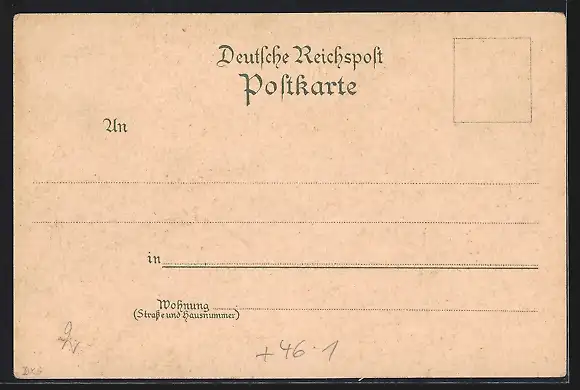 Deutſche Reichspoſt
Poſtkarte
An
in
Wohnung
(Straße und Hausnummer)
+46·1